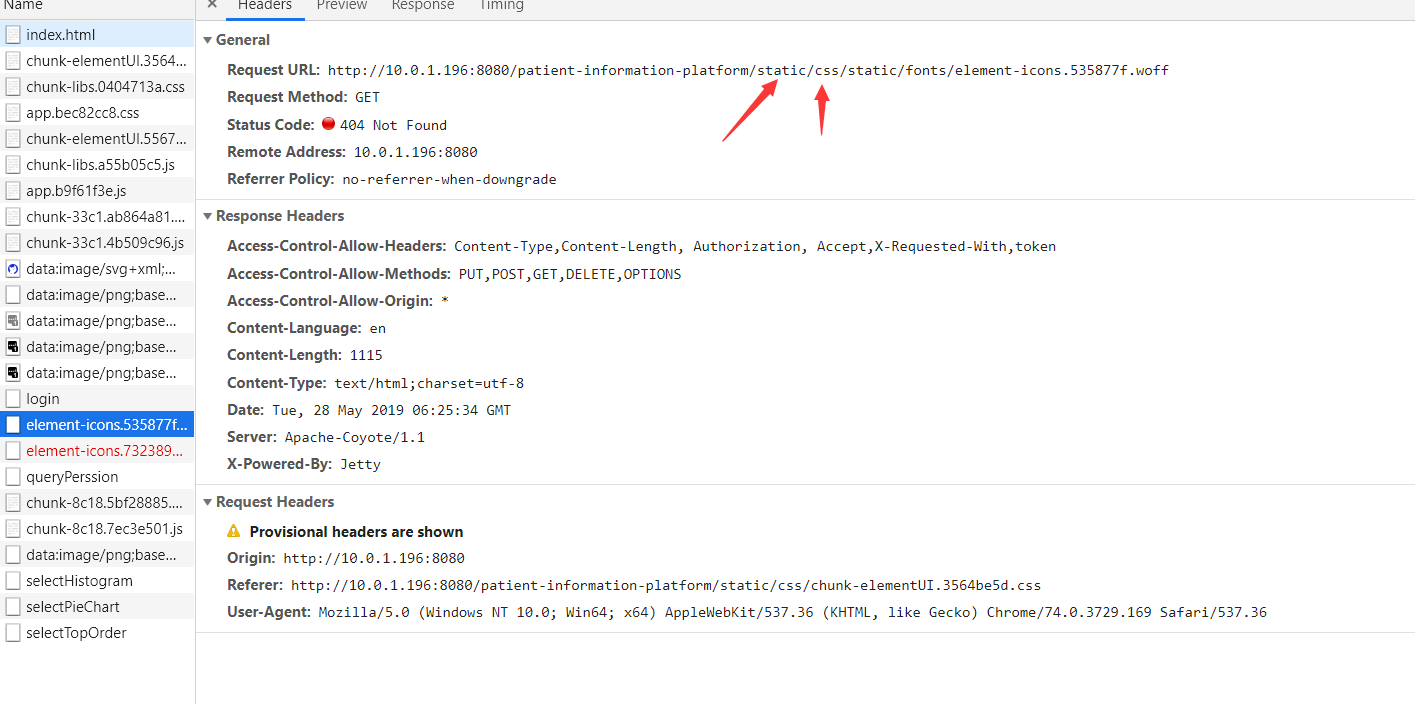 Name
index.html
chunk-elementUI.3564...
chunk-libs.0404713a.css
app.bec82cc8.css
chunk-elementUI.5567...
chunk-libs.a55b05c5.js
app.b9f61f3e.js
chunk-33c1.ab864a81....
chunk-33c1.4b509c96.js
data:image/svg+xml;...
data:image/png;base...
data:image/png;base...
data:image/png;base...
data:image/png;base...
login
element-icons.535877f...
element-icons.732389...
queryPerssion
chunk-8c18.5bf28885....
chunk-8c18.7ec3e501.js
data:image/png;base...
selectHistogram
selectPieChart
selectTopOrder
× Headers Preview Response Timing
▼ General
Request URL: http://10.0.1.196:8080/patient-information-platform/static/css/static/fonts/element-icons.535877f.woff
Request Method: GET
Status Code: 404 Not Found
Remote Address: 10.0.1.196:8080
Referrer Policy: no-referrer-when-downgrade
▼ Response Headers
Access-Control-Allow-Headers: Content-Type,Content-Length, Authorization, Accept,X-Requested-With,token
Access-Control-Allow-Methods: PUT,POST,GET,DELETE,OPTIONS
Access-Control-Allow-Origin: *
Content-Language: en
Content-Length: 1115
Content-Type: text/html;charset=utf-8
Date: Tue, 28 May 2019 06:25:34 GMT
Server: Apache-Coyote/1.1
X-Powered-By: Jetty
▼ Request Headers
Provisional headers are shown
Origin: http://10.0.1.196:8080
Referer: http://10.0.1.196:8080/patient-information-platform/static/css/chunk-elementUI.3564be5d.css
User-Agent: Mozilla/5.0 (Windows NT 10.0; Win64; x64) AppleWebKit/537.36 (KHTML, like Gecko) Chrome/74.0.3729.169 Safari/537.36